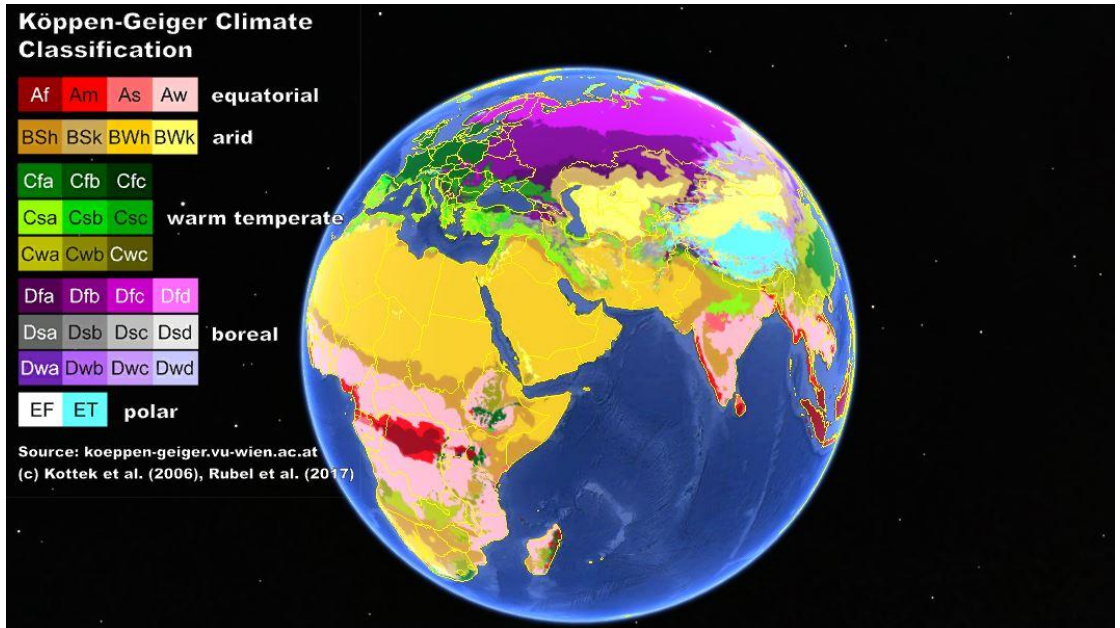 Köppen-Geiger Climate
Classification
Af Am As Aw equatorial
BSh BSk BWh BWk arid
Cfa Cfb Cfc
Csa Csb Csc warm temperate
Cwa Cwb Cwc
Dfa Dfb Dfc Dfd
Dsa Dsb Dsc Dsd boreal
Dwa Dwb Dwc Dwd
EF ET polar
Source: koeppen-geiger.vu-wien.ac.at
(c) Kottek et al. (2006), Rubel et al. (2017)